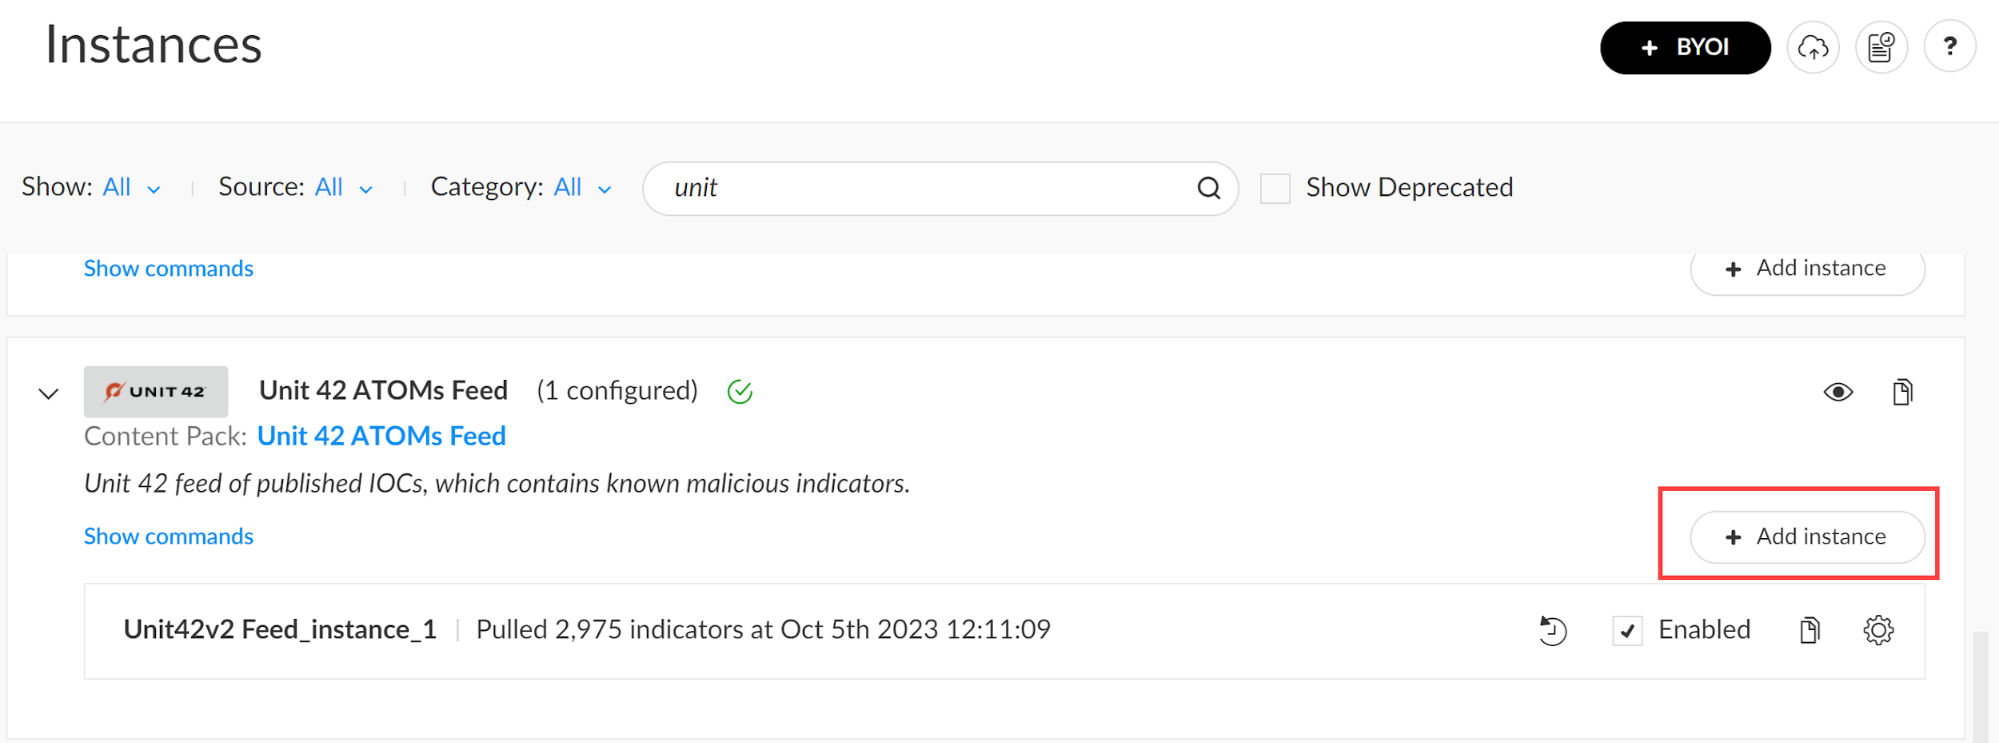 Instances
+ BYOI
?
Show: All
Source: All
Category: All
unit
Show Deprecated
Show commands
+ Add instance
UNIT 42
Unit 42 ATOMs Feed (1 configured)
Content Pack: Unit 42 ATOMs Feed
Unit 42 feed of published IOCs, which contains known malicious indicators.
Show commands
+ Add instance
Unit42v2 Feed_instance_1 | Pulled 2,975 indicators at Oct 5th 2023 12:11:09
Enabled